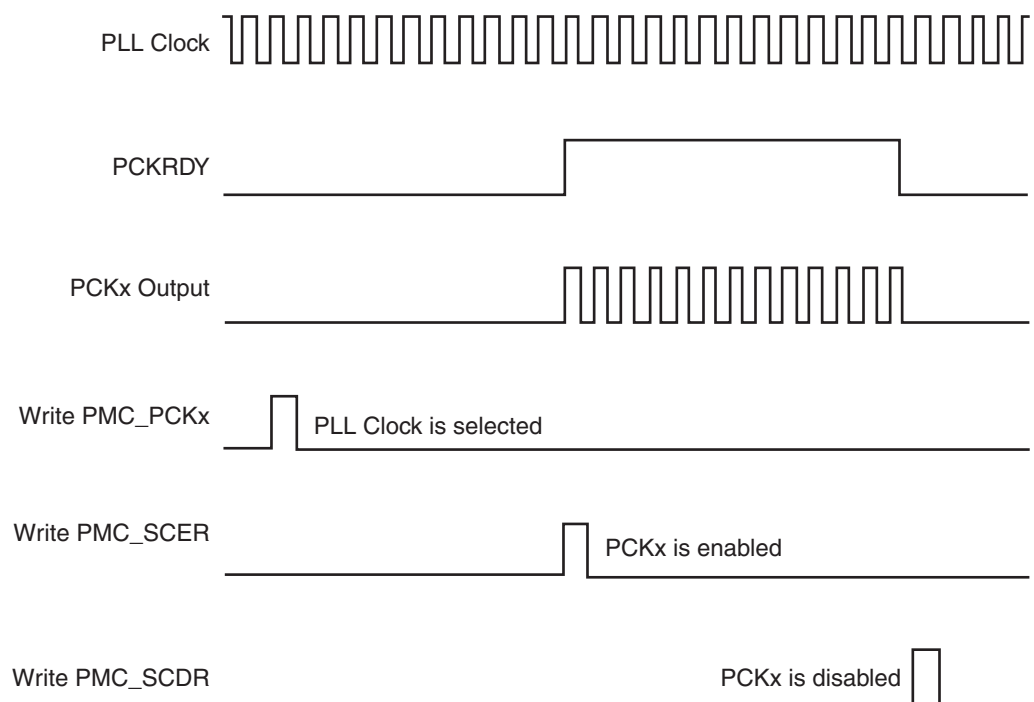 PLL Clock
PCKRDY
PCKx Output
Write PMC_PCKx
PLL Clock is selected
Write PMC_SCER
PCKx is enabled
Write PMC_SCDR
PCKx is disabled